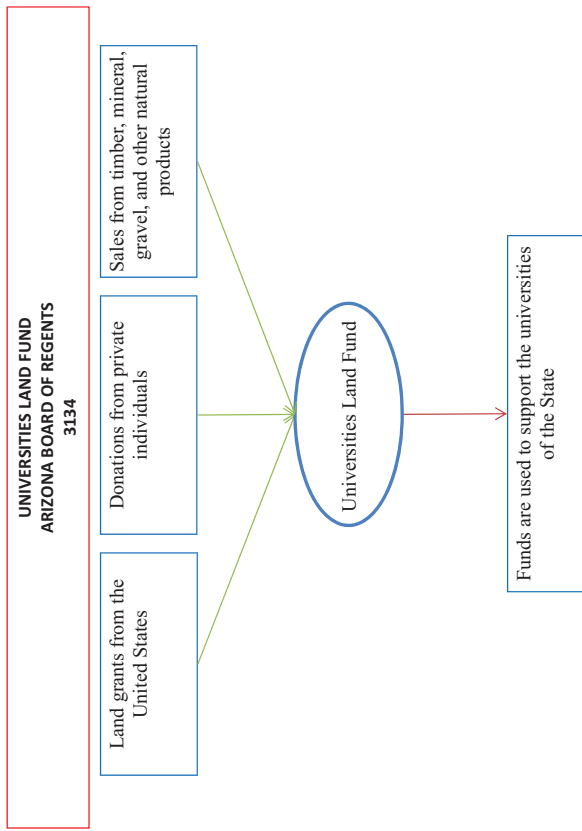 UNIVERSITIES LAND FUND
ARIZONA BOARD OF REGENTS
3134
Land grants from the
United States
Donations from private
individuals
Sales from timber, mineral,
gravel, and other natural
products
Universities Land Fund
Funds are used to support the universities
of the State